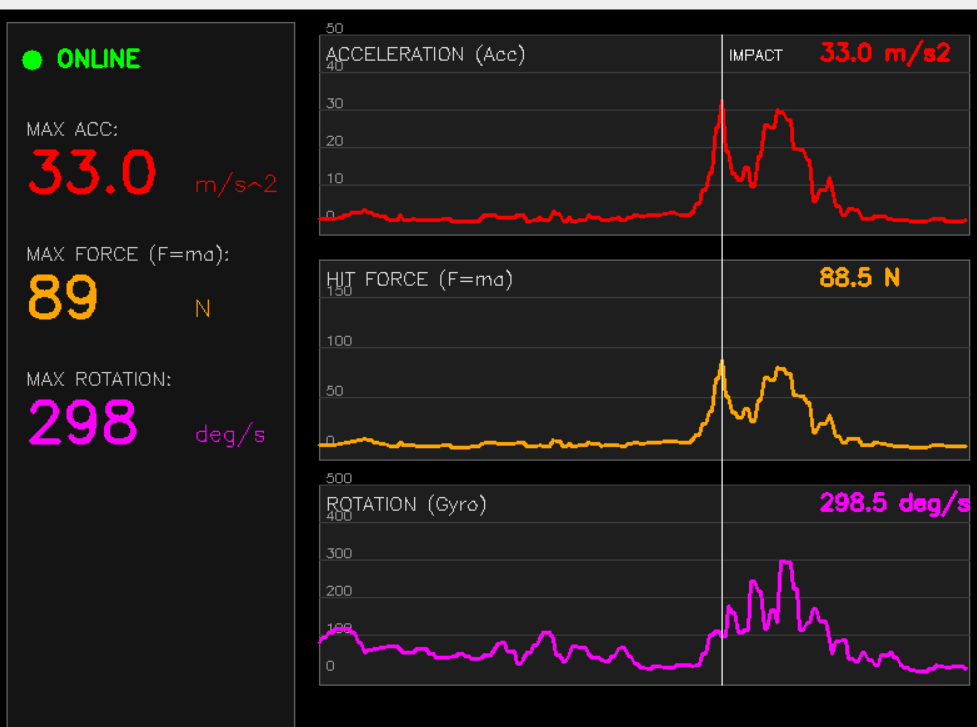 ONLINE
MAX ACC:
33.0 m/s^2
MAX FORCE (F=ma):
89 N
MAX ROTATION:
298 deg/s
50
ACCELERATION (Acc)
IMPACT
33.0 m/s2
40
30
20
10
0
HIT FORCE (F=ma)
88.5 N
150
100
50
0
500
ROTATION (Gyro)
298.5 deg/s
400
300
200
100
0